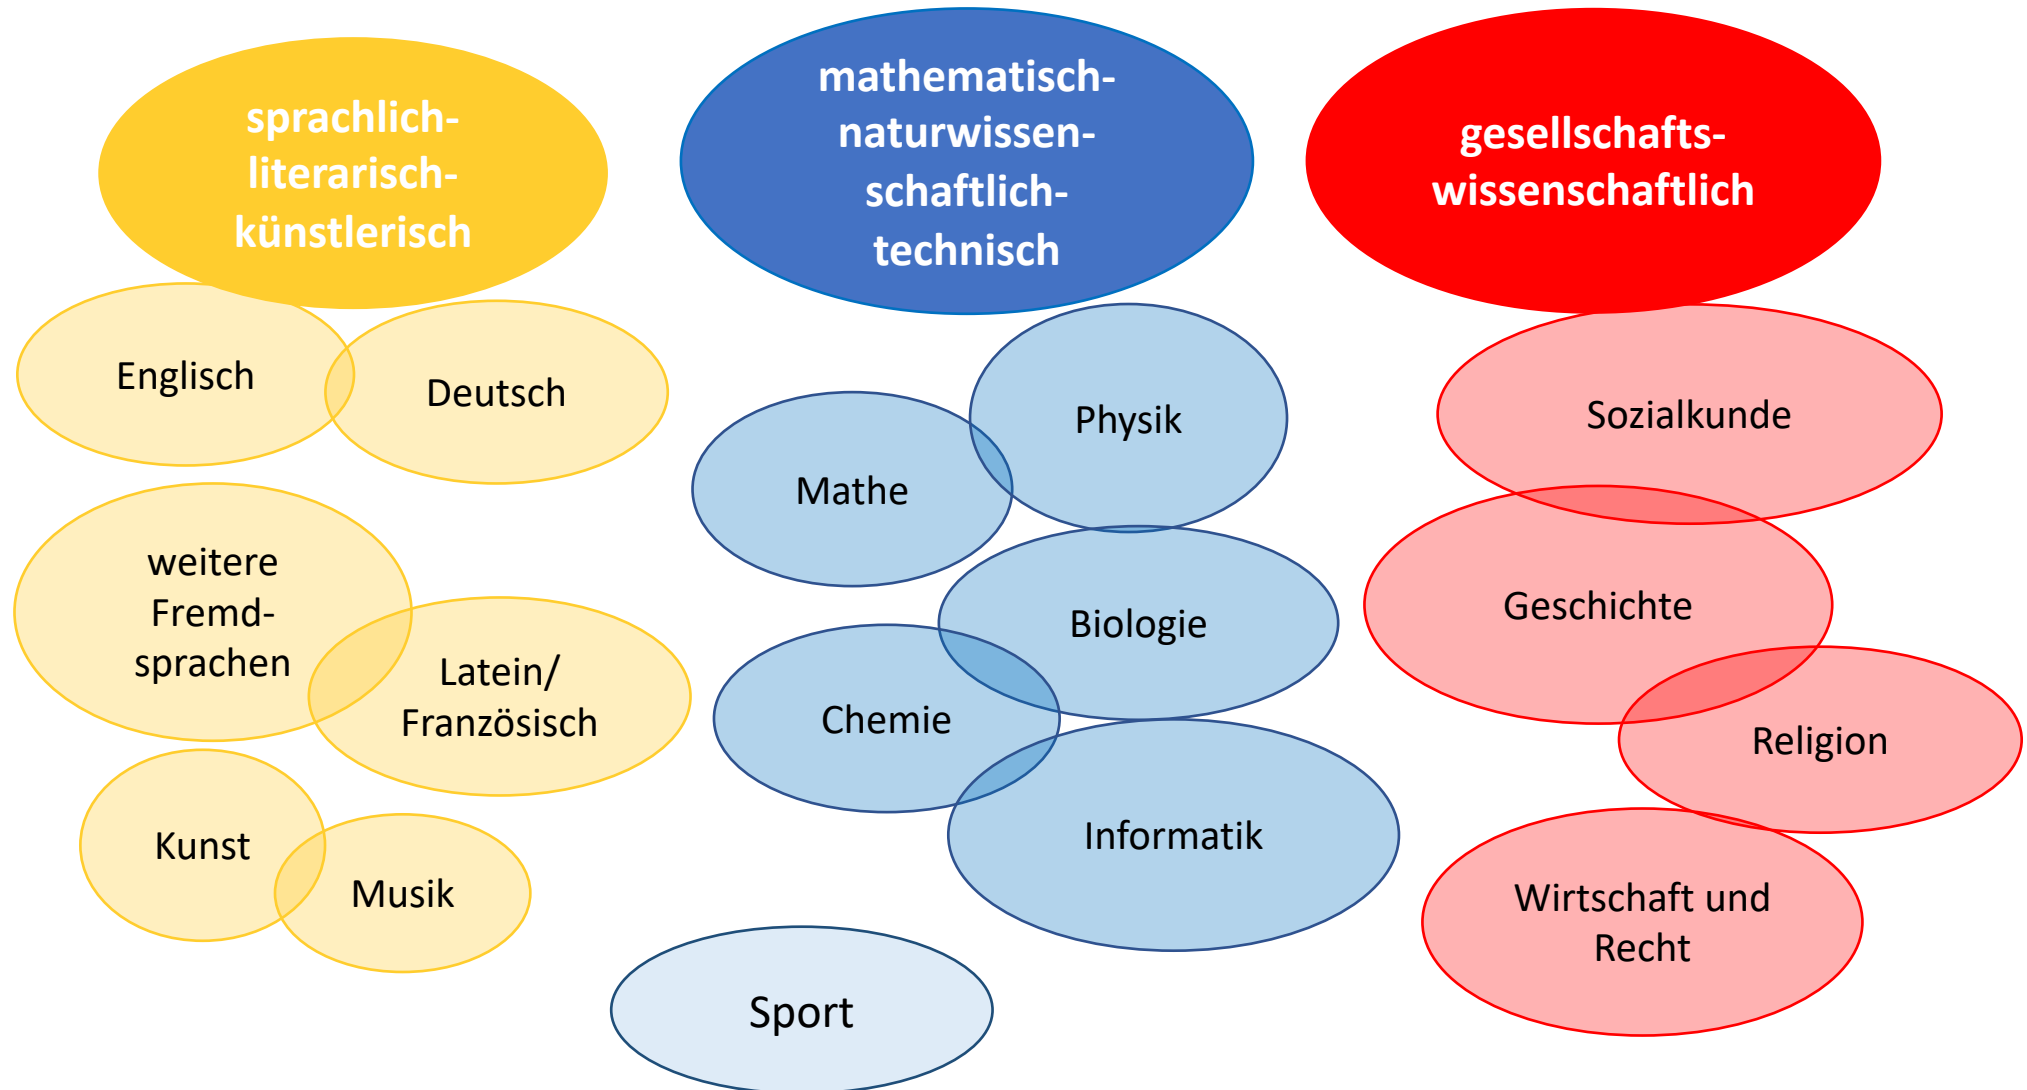 sprachlich-
literarisch-
künstlerisch
Englisch
Deutsch
weitere
Fremd-
sprachen
Latein/
Französisch
Kunst
Musik
mathematisch-
naturwissen-
schaftlich-
technisch
Physik
Mathe
Biologie
Chemie
Informatik
Sport
gesellschafts-
wissenschaftlich
Sozialkunde
Geschichte
Religion
Wirtschaft und
Recht